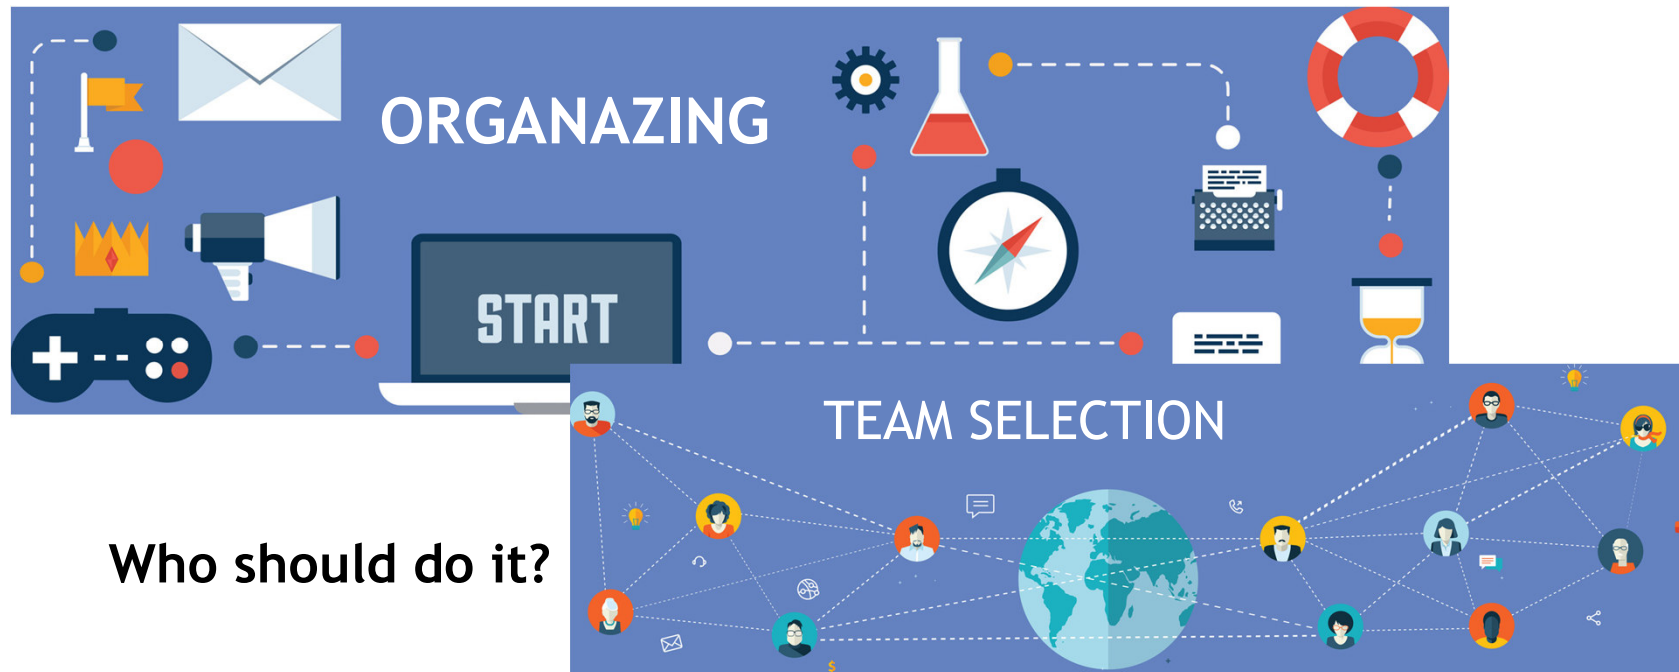 ORGANAZING
START
TEAM SELECTION
Who should do it?
$